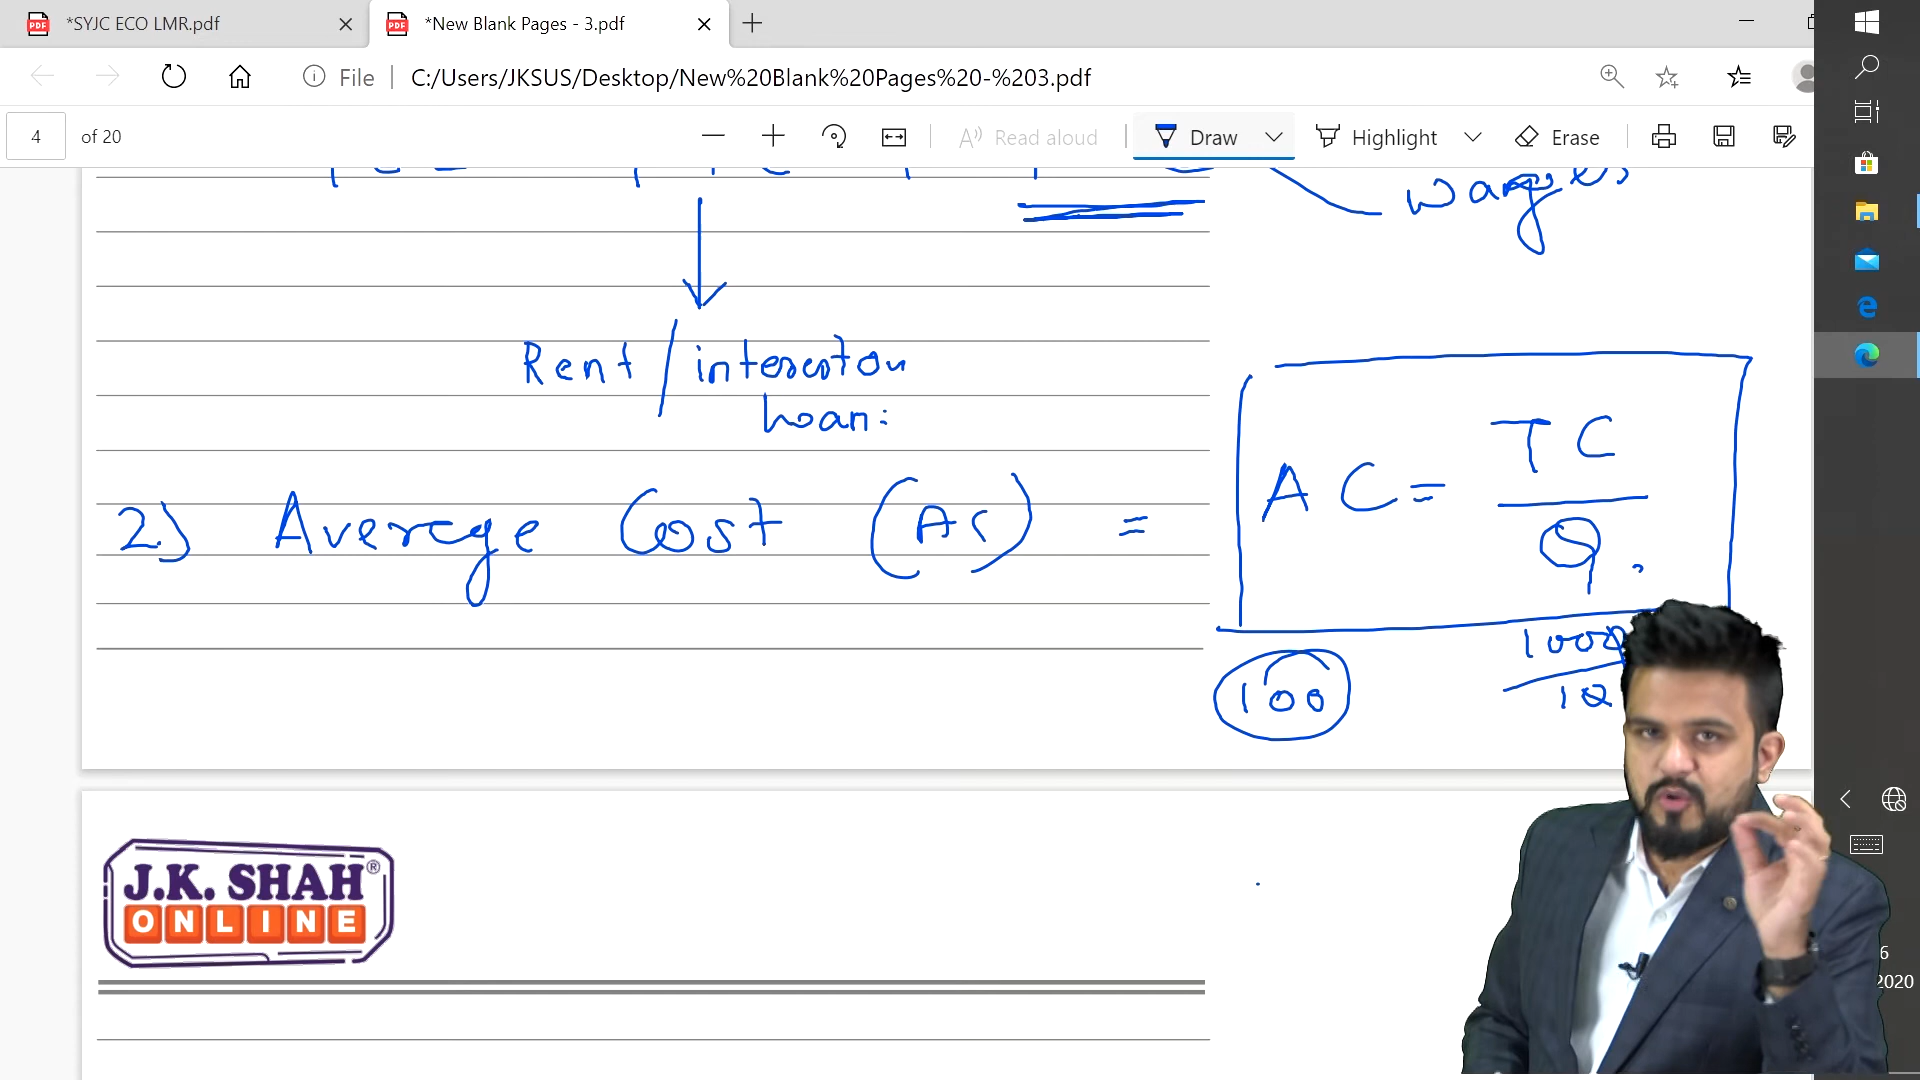 *SYJC ECO LMR.pdf
*New Blank Pages - 3.pdf
File
C:/Users/JKSUS/Desktop/New%20Blank%20Pages%20-%203.pdf
4 of 20
Read aloud
Draw
Highlight
Erase
Rent / interest on
loan:
AC = TC
Q.
2) Average Cost (AC) =
1000
10
100
J.K. SHAH®
ONLINE
6
2020